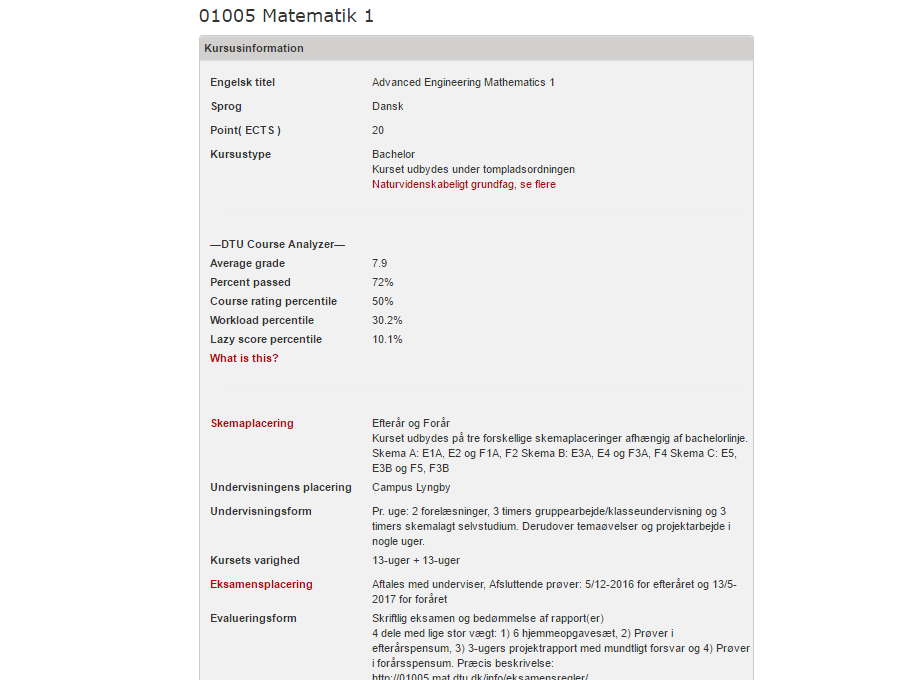 01005 Matematik 1
Kursusinformation
Engelsk titel Advanced Engineering Mathematics 1
Sprog Dansk
Point( ECTS ) 20
Kursustype Bachelor
Kurset udbydes under tompladsordningen
Naturvidenskabeligt grundfag, se flere
—DTU Course Analyzer—
Average grade 7.9
Percent passed 72%
Course rating percentile 50%
Workload percentile 30.2%
Lazy score percentile 10.1%
What is this?
Skemaplacering Efterår og Forår
Kurset udbydes på tre forskellige skemaplaceringer afhængig af bachelorlinje.
Skema A: E1A, E2 og F1A, F2 Skema B: E3A, E4 og F3A, F4 Skema C: E5,
E3B og F5, F3B
Undervisningens placering Campus Lyngby
Undervisningsform Pr. uge: 2 forelæsninger, 3 timers gruppearbejde/klasseundervisning og 3
timers skemalagt selvstudium. Derudover temaøvelser og projektarbejde i
nogle uger.
Kursets varighed 13-uger + 13-uger
Eksamensplacering Aftales med underviser, Afsluttende prøver: 5/12-2016 for efteråret og 13/5-
2017 for foråret
Evalueringsform Skriftlig eksamen og bedømmelse af rapport(er)
4 dele med lige stor vægt: 1) 6 hjemmeopgavesæt, 2) Prøver i
efterårspensum, 3) 3-ugers projektrapport med mundtligt forsvar og 4) Prøver
i forårsspensum. Præcis beskrivelse:
http://01005.mat.dtu.dk/info/eksamensregler/